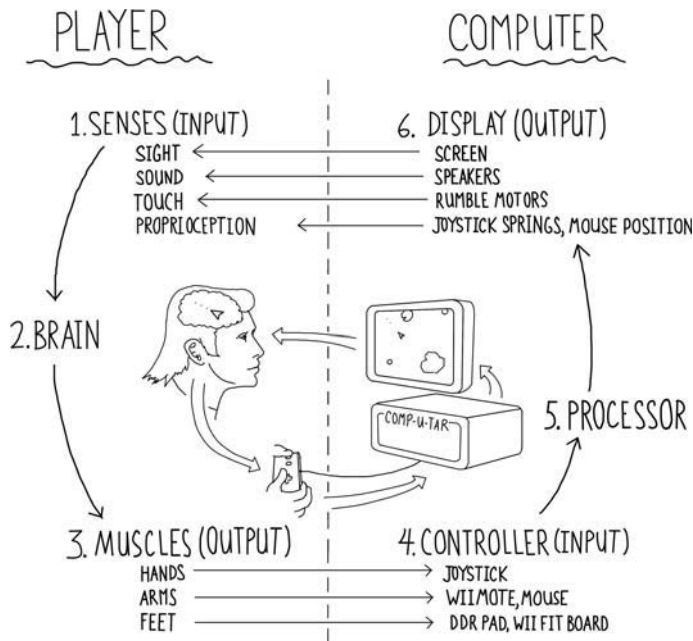 PLAYER
COMPUTER
1. SENSES (INPUT)
SIGHT
SOUND
TOUCH
PROPRIOCEPTION
6. DISPLAY (OUTPUT)
SCREEN
SPEAKERS
RUMBLE MOTORS
JOYSTICK SPRINGS, MOUSE POSITION
2. BRAIN
COMP-U-TAR
5. PROCESSOR
3. MUSCLES (OUTPUT)
HANDS
ARMS
FEET
4. CONTROLLER (INPUT)
JOYSTICK
WIIMOTE, MOUSE
DDR PAD, WII FIT BOARD